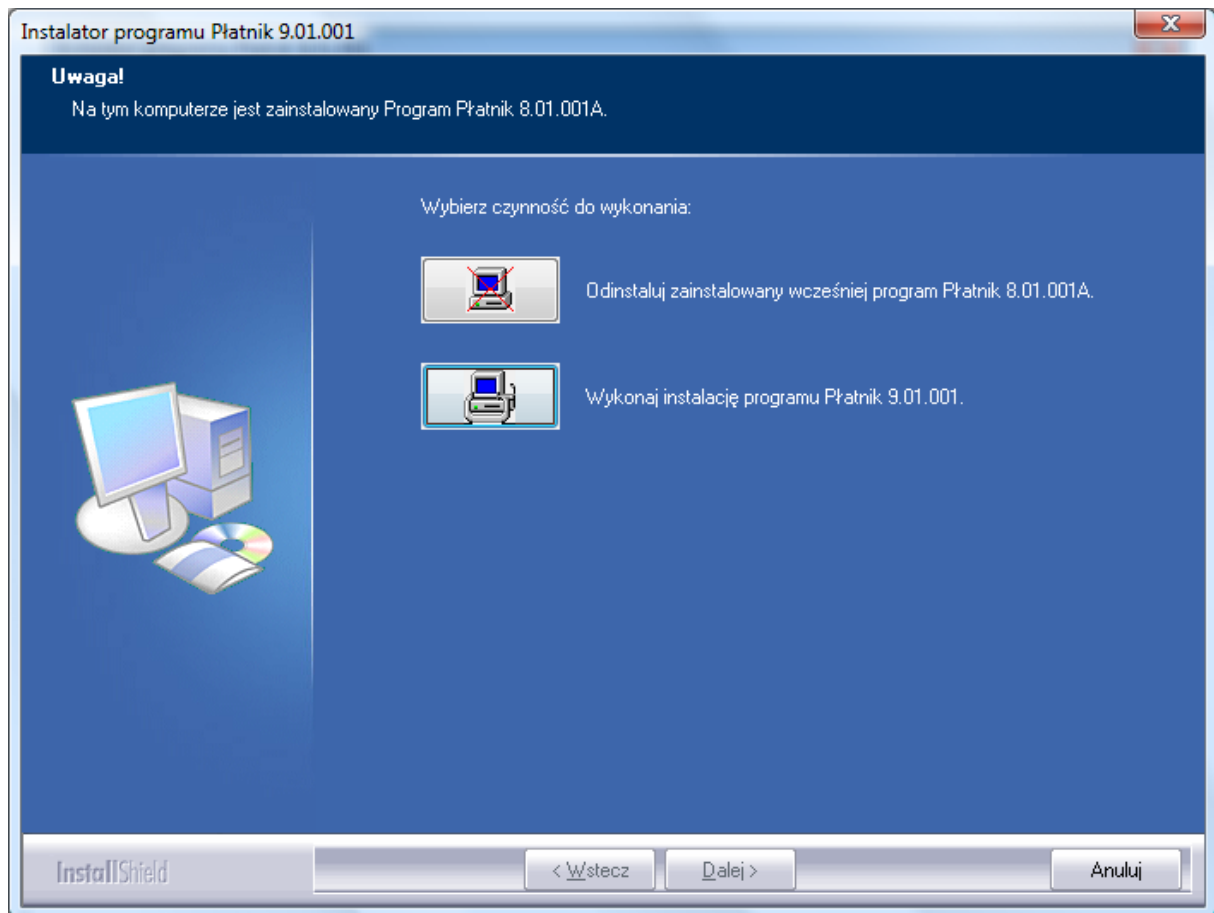 Instalator programu Płatnik 9.01.001
Uwaga!
Na tym komputerze jest zainstalowany Program Płatnik 8.01.001A.
Wybierz czynność do wykonania:
Odinstaluj zainstalowany wcześniej program Płatnik 8.01.001A.
Wykonaj instalację programu Płatnik 9.01.001.
InstallShield
< Wstecz
Dalej >
Anuluj